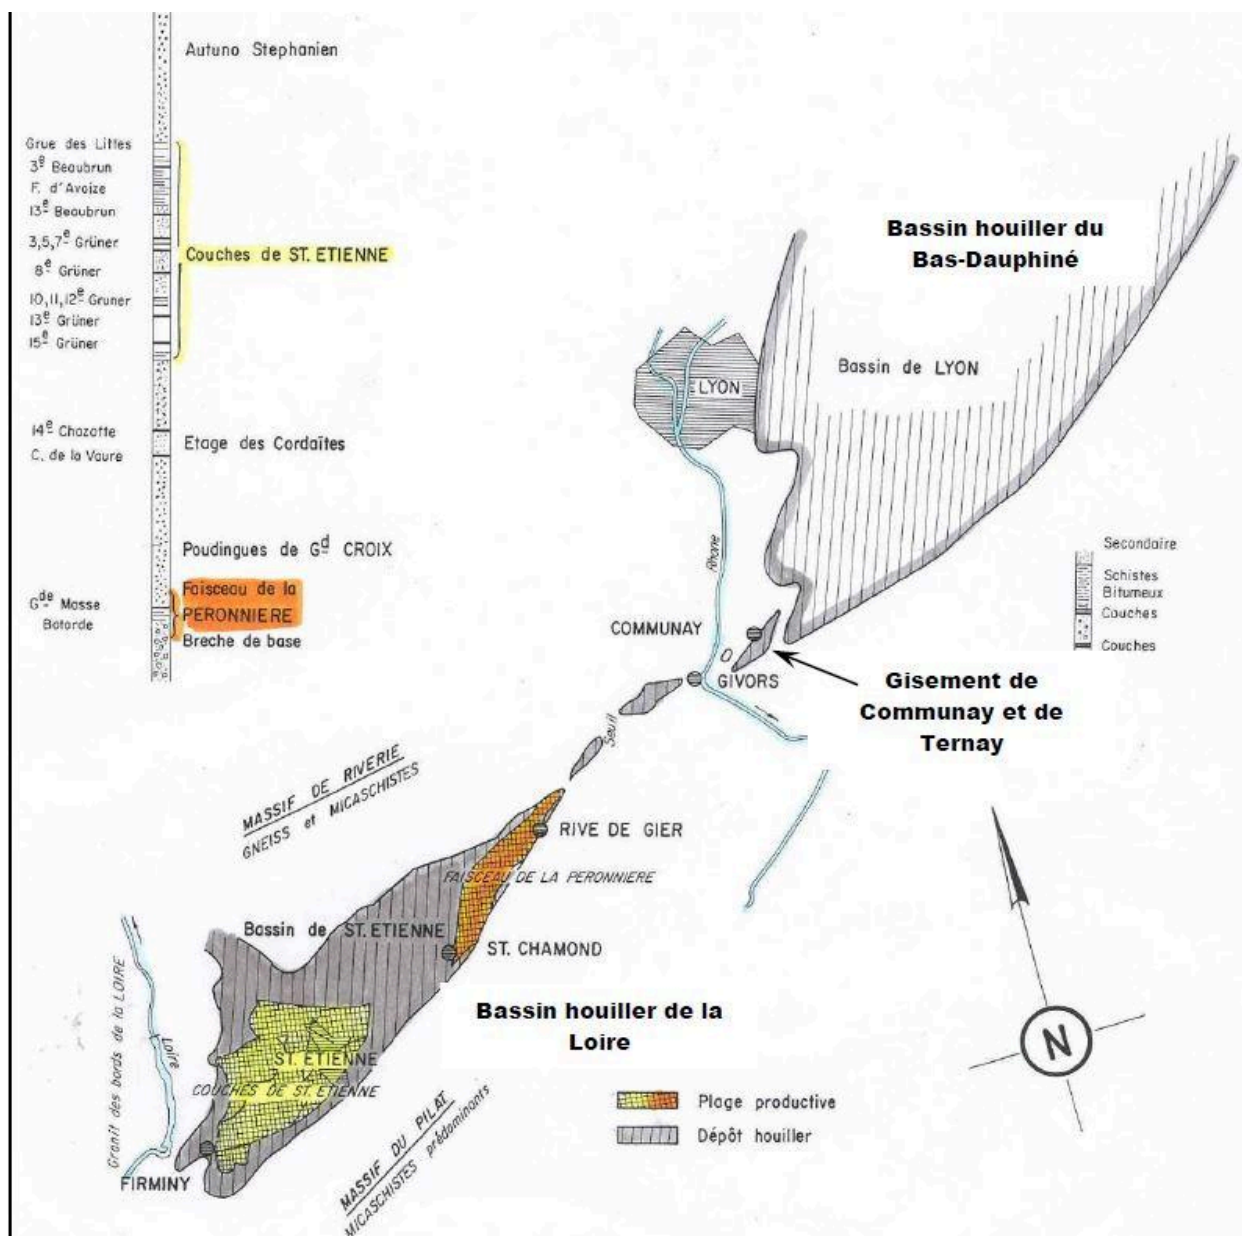 Autuno Stephanien
Grue des Littes
3e Beaubrun
F. d'Avaize
13e Beaubrun
3,5,7e Grüner
8e Grüner
10,11,12e Gruner
13e Grüner
15e Grüner
Couches de ST. ETIENNE
14e Chazotte
C. de la Vaure
Etage des Cordaïtes
Poudingues de Gd CROIX
Faisceau de la
PERONNIERE
Gde Masse
Batarde
Breche de base
Bassin houiller du
Bas-Dauphiné
Bassin de LYON
LYON
Rhone
Secondaire
Schistes
Bitumeux
Couches
Couches
COMMUNAY
GIVORS
Gisement de
Communay et de
Ternay
Seuil
MASSIF DE RIVERIE
GNEISS et MICASCHISTES
RIVE DE GIER
FAISCEAU DE LA PERONNIERE
Bassin de ST. ETIENNE
ST. CHAMOND
Bassin houiller de la
Loire
Granit des bords de la LOIRE
Loire
ST. ETIENNE
COUCHES DE ST. ETIENNE
FIRMINY
MASSIF DU PILAT
MICASCHISTES prédominants
Plage productive
Dépôt houiller
N